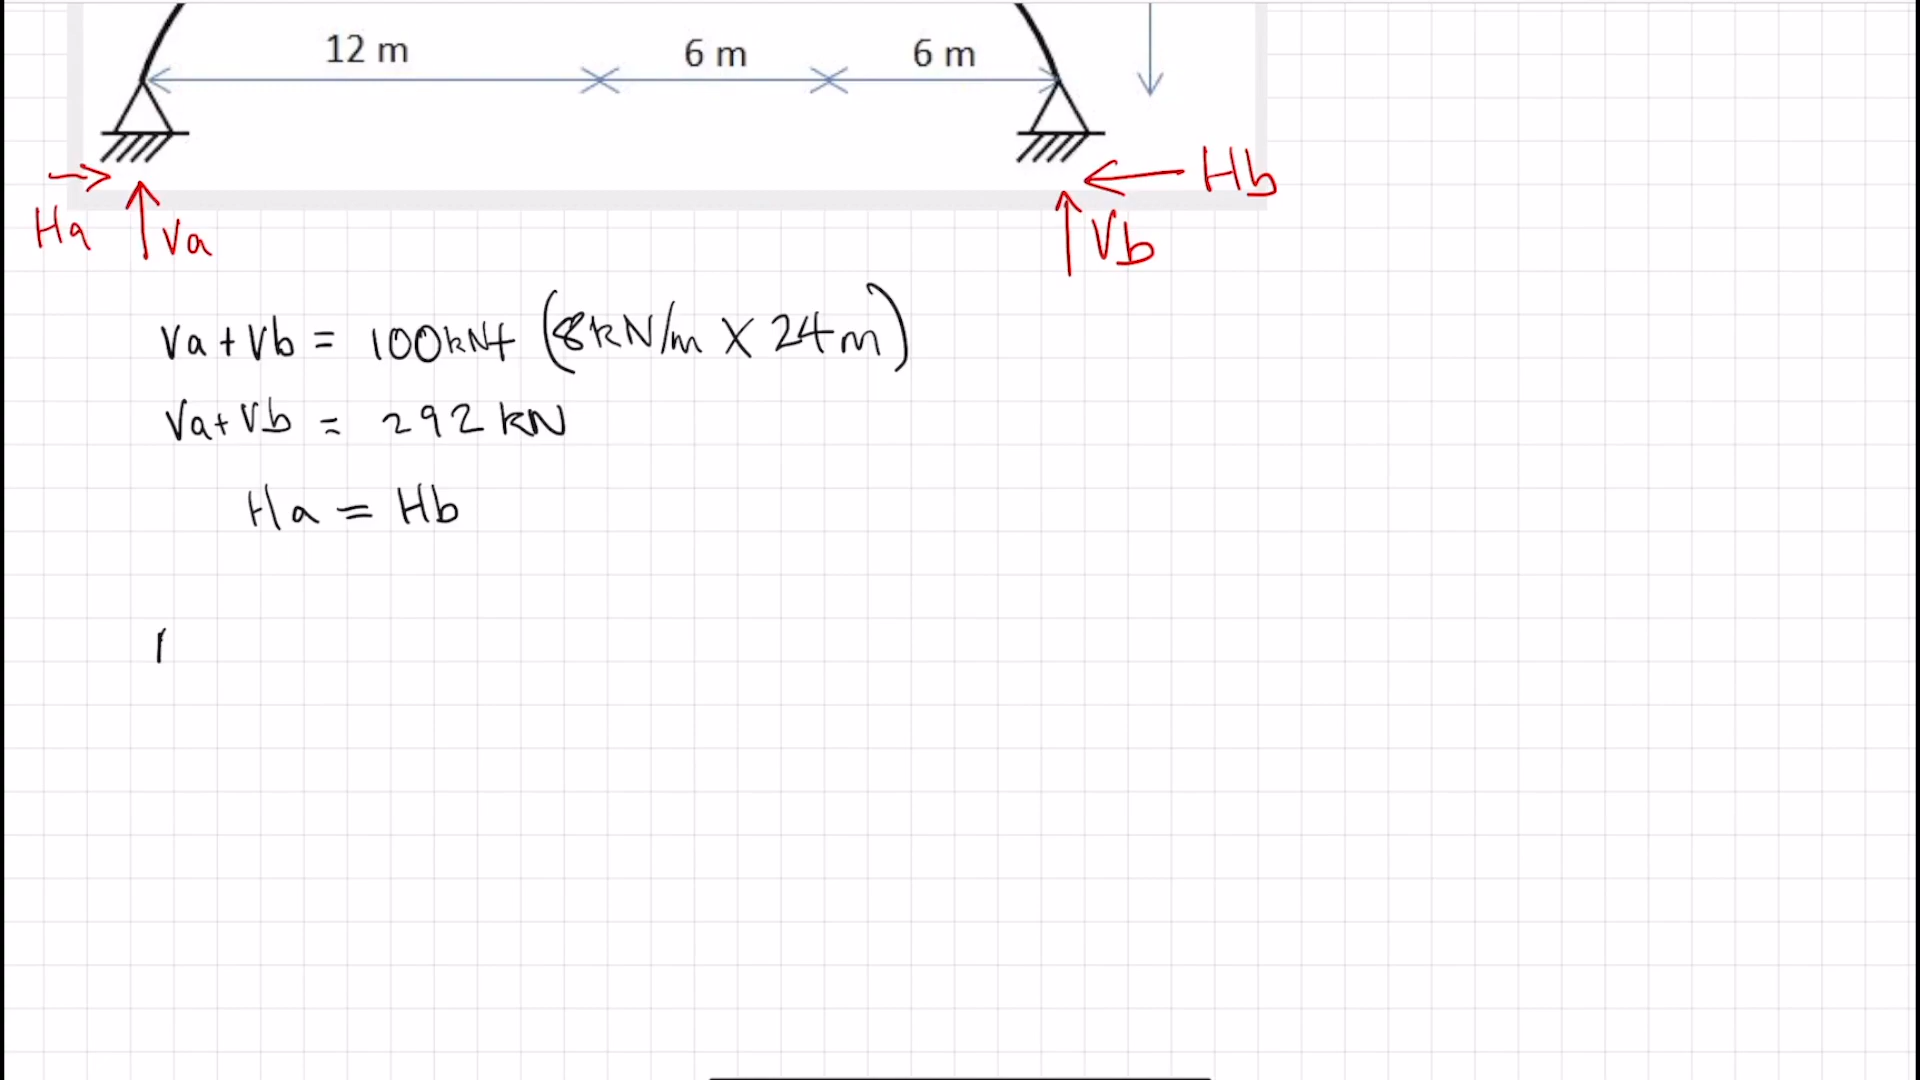 12 m 6 m 6 m
Hb
Ha Va Vb
Va + Vb = 100kN+ (8kN/m X 24m)
Va+Vb = 292 kN
Ha = Hb